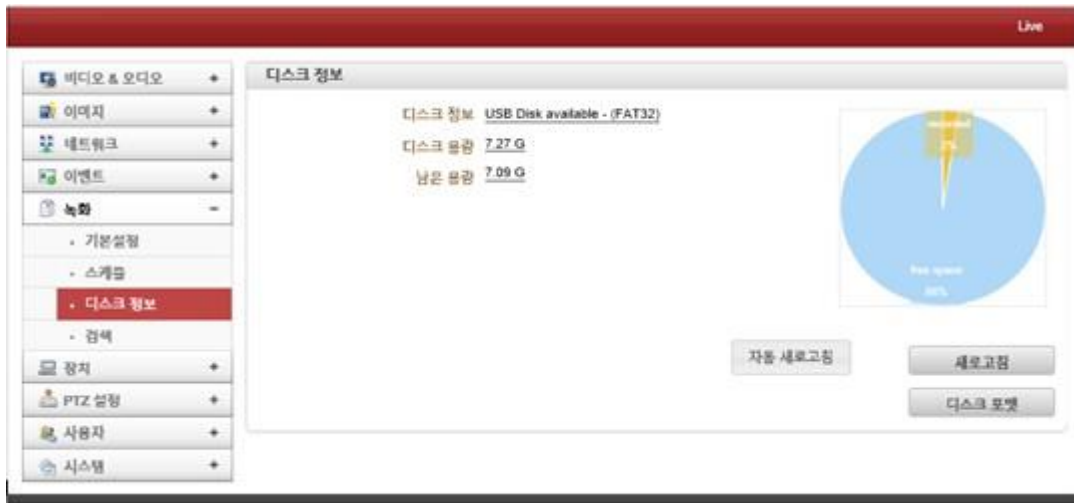 Live
비디오 & 오디오 +
이미지 +
네트워크 +
이벤트 +
녹화 -
· 기본설정
· 스케쥴
· 디스크 정보
· 검색
장치 +
PTZ 설정 +
사용자 +
시스템 +
디스크 정보
디스크 정보 USB Disk available - (FAT32)
디스크 용량 7.27 G
남은 용량 7.09 G
free space
자동 새로고침
새로고침
디스크 포맷